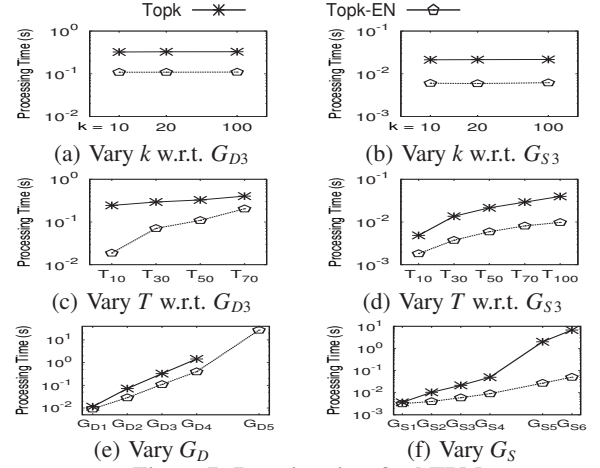 Topk Topk-EN
Processing Time (s)
10^0
10^-1
10^-2
k = 10 20 100
(a) Vary k w.r.t. G_D3
Processing Time (s)
10^0
10^-1
10^-2
10^-3
k = 10 20 100
(b) Vary k w.r.t. G_S3
Processing Time (s)
10^0
10^-1
10^-2
T10 T30 T50 T70
(c) Vary T w.r.t. G_D3
Processing Time (s)
10^0
10^-1
10^-2
10^-3
T10 T30 T50 T70 T100
(d) Vary T w.r.t. G_S3
Processing Time (s)
10^1
10^0
10^-1
10^-2
G_D1 G_D2 G_D3 G_D4 G_D5
(e) Vary G_D
Processing Time (s)
10^1
10^0
10^-1
10^-2
10^-3
G_S1 G_S2 G_S3 G_S4 G_S5 G_S6
(f) Vary G_S